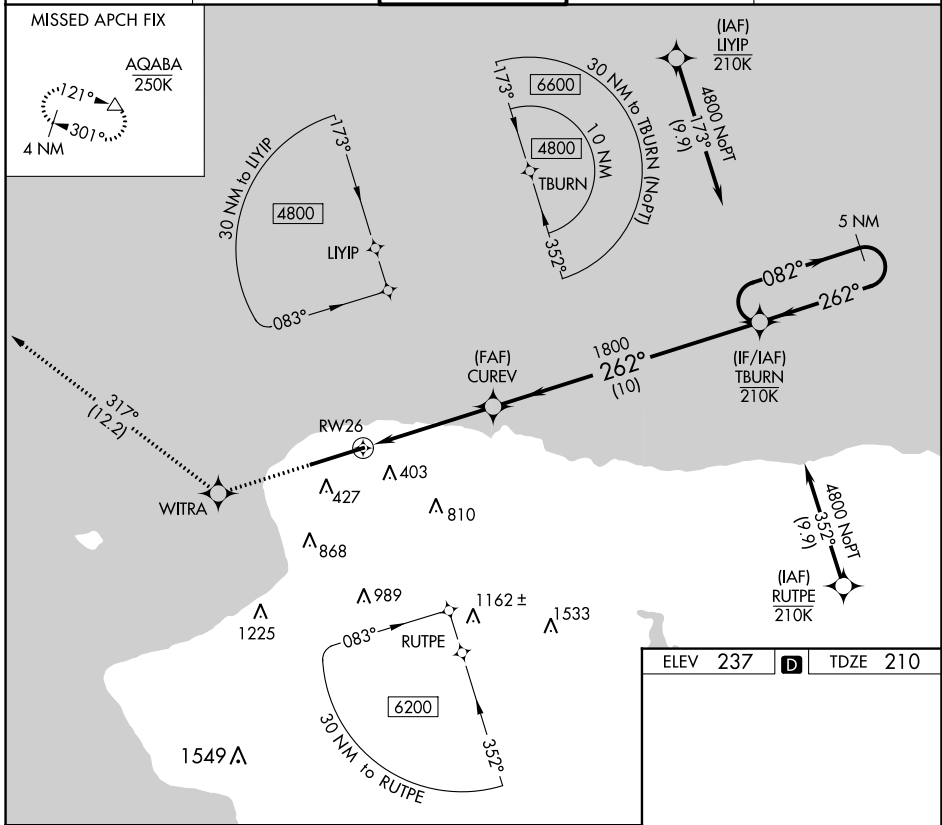 MISSED APCH FIX
AQABA
250K
121°
301°
4 NM
(IAF)
LIYIP
210K
4800 NoPT
173°
(9.9)
30 NM to TBURN (NoPT)
6600
173°
10 NM
4800
TBURN
352°
30 NM to LIYIP
173°
4800
LIYIP
083°
5 NM
082°
262°
(IF/IAF)
TBURN
210K
1800
262°
(10)
(FAF)
CUREV
317°
(12.2)
RW26
WITRA
403
427
810
868
989
1162 ±
1533
1225
1549
4800 NoPT
352°
(9.9)
(IAF)
RUTPE
210K
083°
RUTPE
6200
352°
30 NM to RUTPE
ELEV 237 D TDZE 210